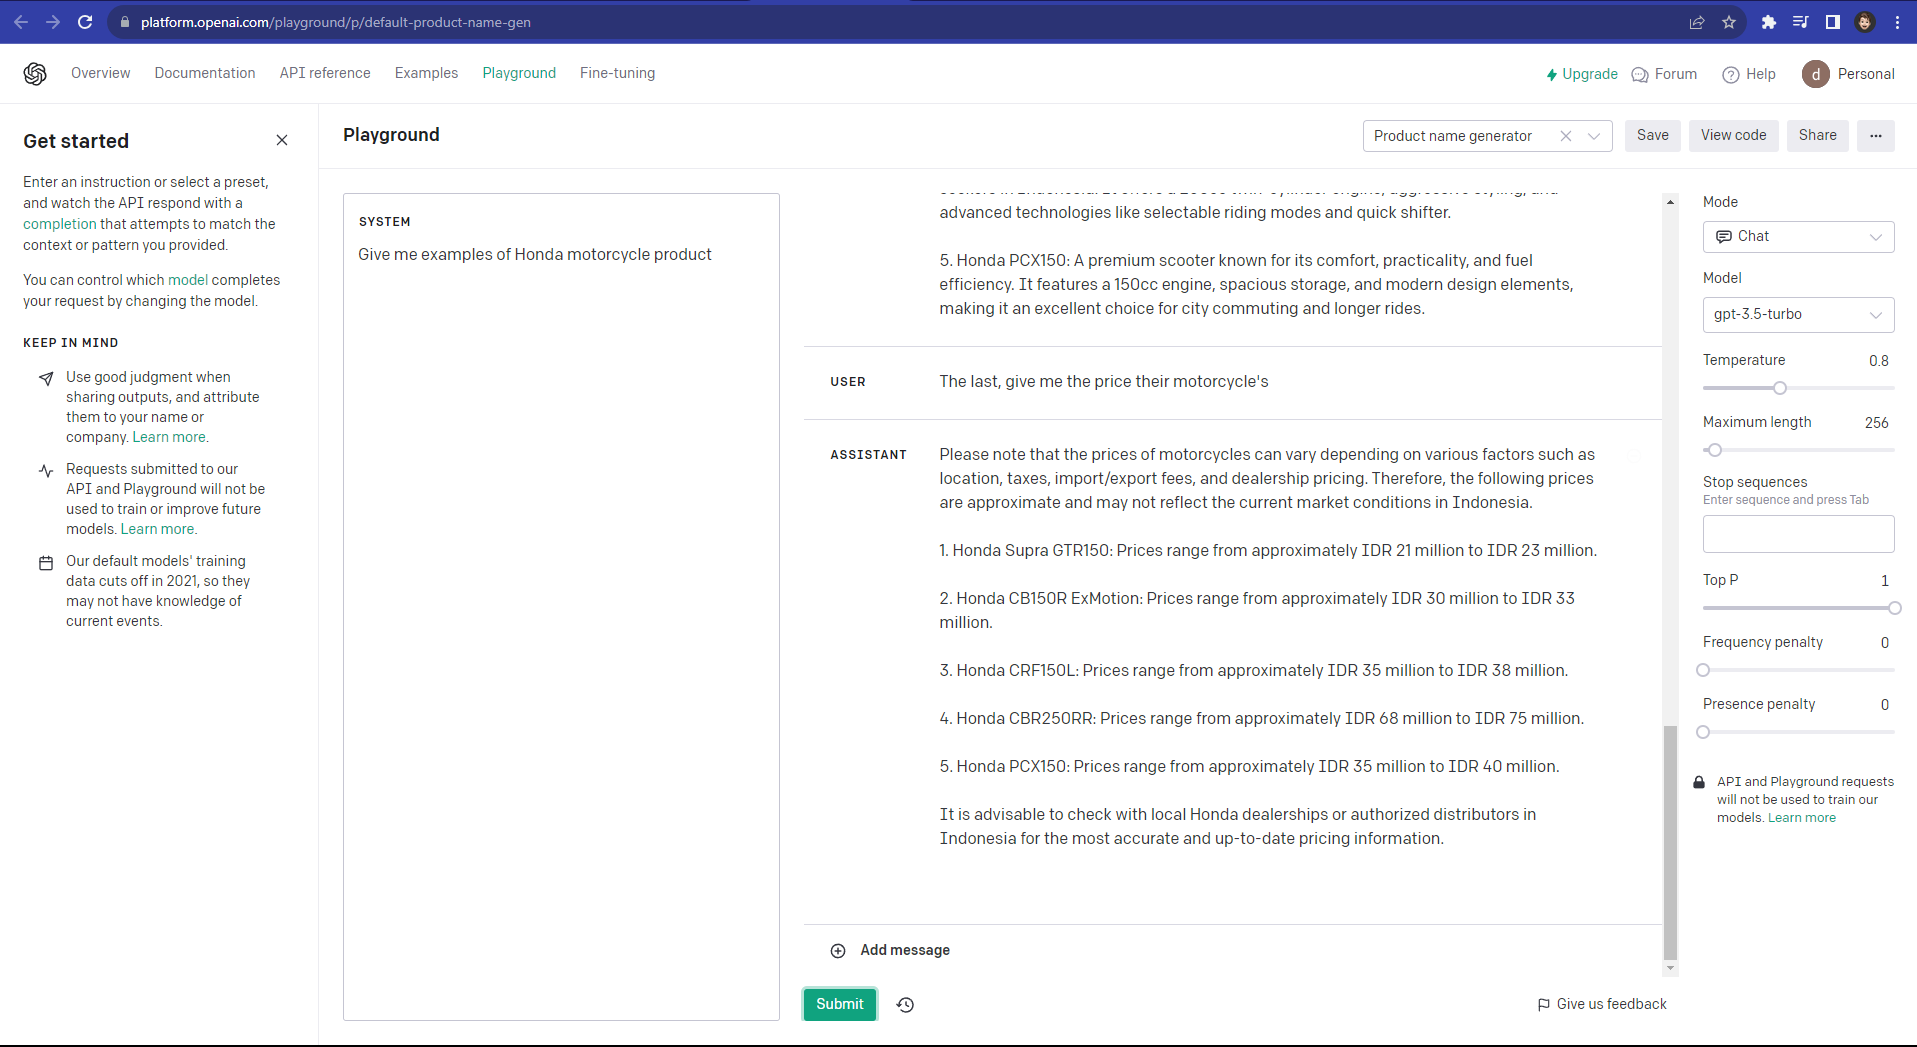 platform.openai.com/playground/p/default-product-name-gen
Overview
Documentation
API reference
Examples
Playground
Fine-tuning
Upgrade
Forum
Help
d
Personal
Get started
Enter an instruction or select a preset,
and watch the API respond with a
completion that attempts to match the
context or pattern you provided.
You can control which model completes
your request by changing the model.
KEEP IN MIND
Use good judgment when
sharing outputs, and attribute
them to your name or
company. Learn more.
Requests submitted to our
API and Playground will not be
used to train or improve future
models. Learn more.
Our default models' training
data cuts off in 2021, so they
may not have knowledge of
current events.
Playground
Product name generator
Save
View code
Share
SYSTEM
Give me examples of Honda motorcycle product
advanced technologies like selectable riding modes and quick shifter.
5. Honda PCX150: A premium scooter known for its comfort, practicality, and fuel
efficiency. It features a 150cc engine, spacious storage, and modern design elements,
making it an excellent choice for city commuting and longer rides.
USER
The last, give me the price their motorcycle's
ASSISTANT
Please note that the prices of motorcycles can vary depending on various factors such as
location, taxes, import/export fees, and dealership pricing. Therefore, the following prices
are approximate and may not reflect the current market conditions in Indonesia.
1. Honda Supra GTR150: Prices range from approximately IDR 21 million to IDR 23 million.
2. Honda CB150R ExMotion: Prices range from approximately IDR 30 million to IDR 33
million.
3. Honda CRF150L: Prices range from approximately IDR 35 million to IDR 38 million.
4. Honda CBR250RR: Prices range from approximately IDR 68 million to IDR 75 million.
5. Honda PCX150: Prices range from approximately IDR 35 million to IDR 40 million.
It is advisable to check with local Honda dealerships or authorized distributors in
Indonesia for the most accurate and up-to-date pricing information.
Add message
Submit
Give us feedback
Mode
Chat
Model
gpt-3.5-turbo
Temperature 0.8
Maximum length 256
Stop sequences
Enter sequence and press Tab
Top P 1
Frequency penalty 0
Presence penalty 0
API and Playground requests
will not be used to train our
models. Learn more